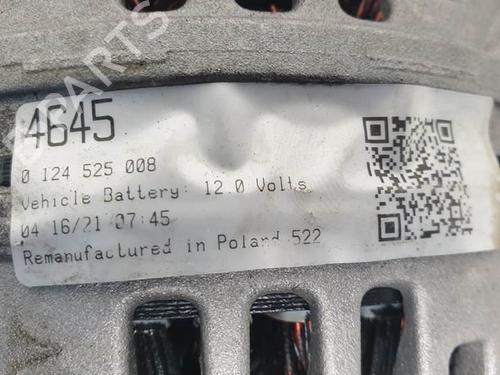 4645
0 124 525 008
Vehicle Battery: 12.0 Volts
04 16/21 07:45
Remanufactured in Poland 522